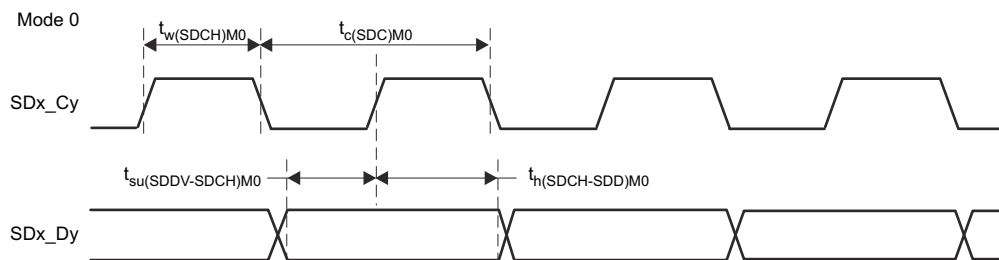 Mode 0
tw(SDCH)M0
tc(SDC)M0
SDx_Cy
tsu(SDDV-SDCH)M0
th(SDCH-SDD)M0
SDx_Dy